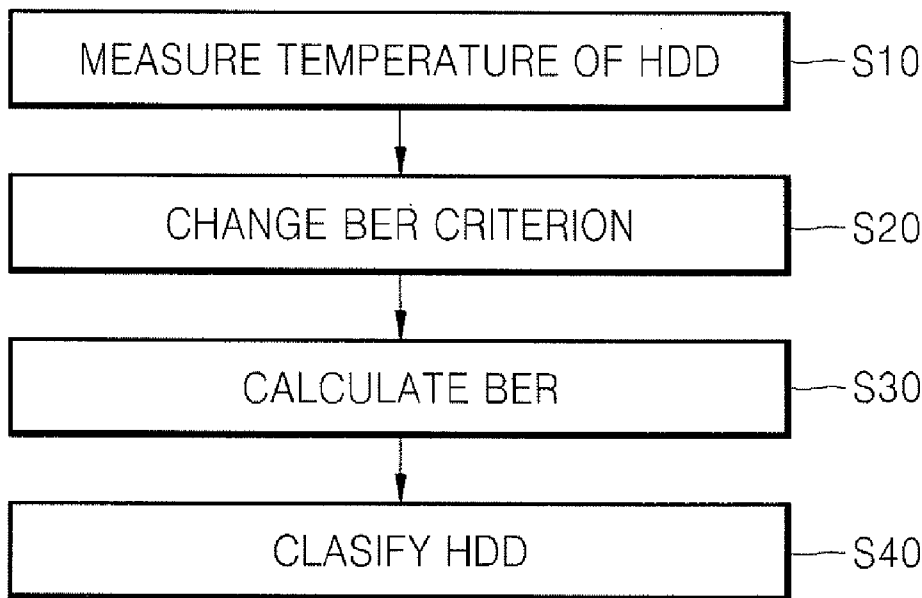 MEASURE TEMPERATURE OF HDD S10
CHANGE BER CRITERION S20
CALCULATE BER S30
CLASIFY HDD S40